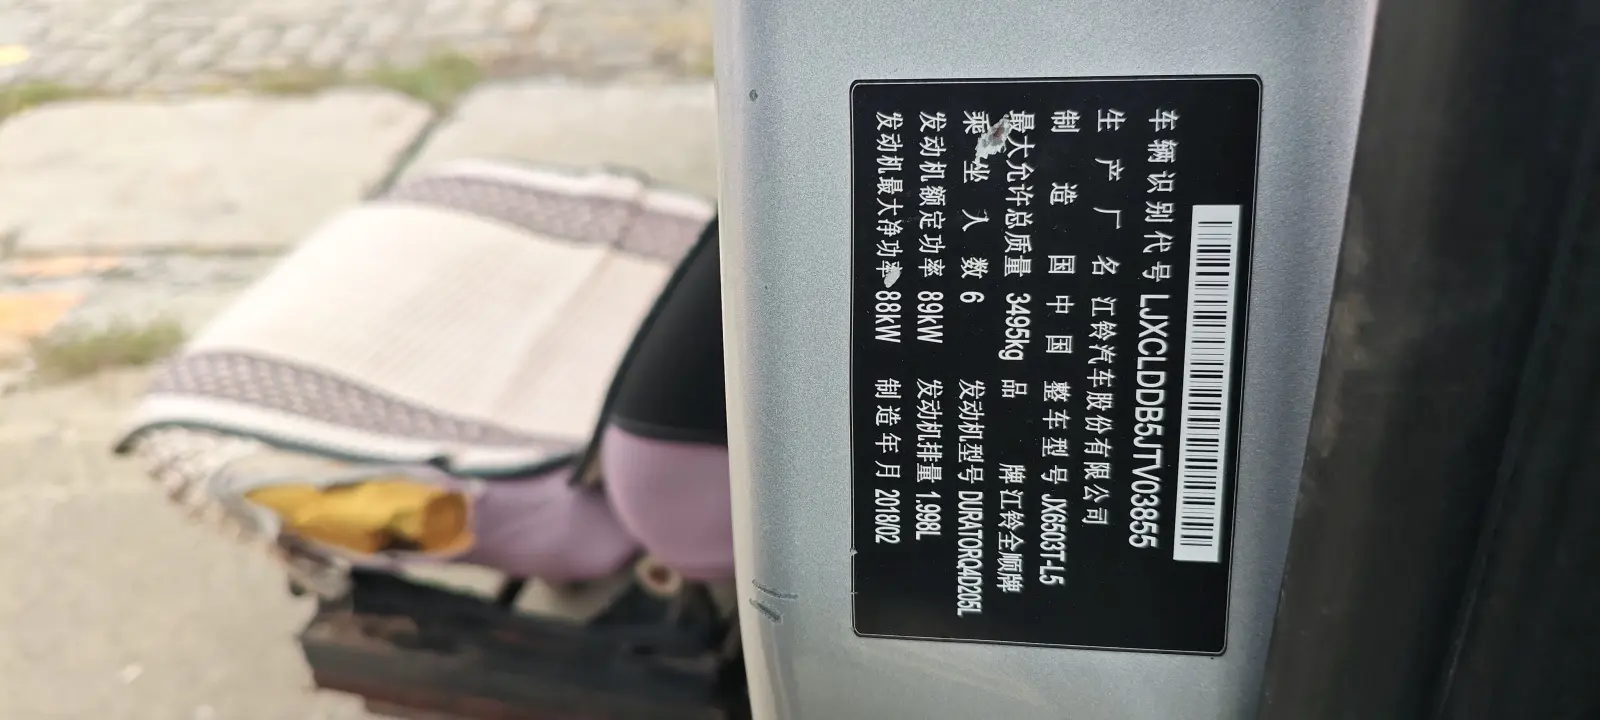 车辆识别代号 LJXCLDDB5JTV03855
生产厂名 江铃汽车股份有限公司
制造国 中国 整车型号 JX6503T-L5
最大允许总质量 3495kg 品牌 江铃全顺牌
乘坐人数 6 发动机型号 DURATORQ4D205L
发动机额定功率 89kW 发动机排量 1.998L
发动机最大净功率 88kW 制造年月 2018/02